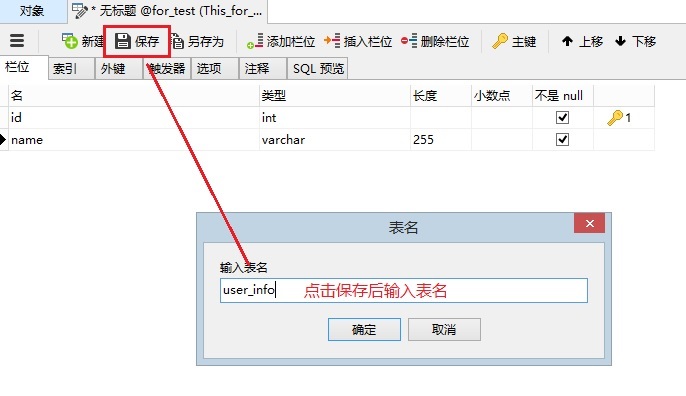 对象 * 无标题 @for_test (This_for_...
新建 保存 另存为 添加栏位 插入栏位 删除栏位 主键 上移 下移
栏位 索引 外键 触发器 选项 注释 SQL 预览
名 类型 长度 小数点 不是 null
id int 1
name varchar 255
表名
输入表名
user_info 点击保存后输入表名
确定 取消